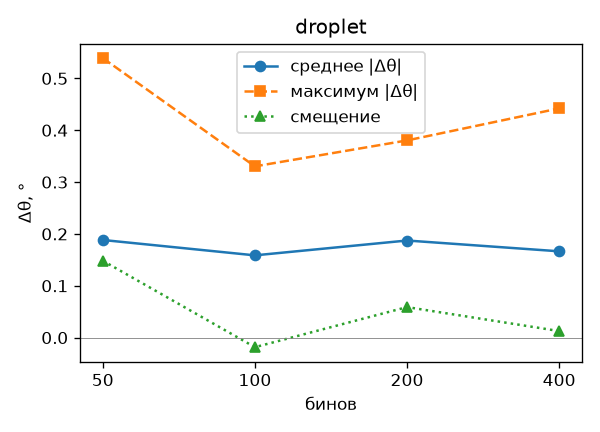 droplet
среднее |Δθ|
максимум |Δθ|
смещение
Δθ, °
0.5
0.4
0.3
0.2
0.1
0.0
50 100 200 400
бинов